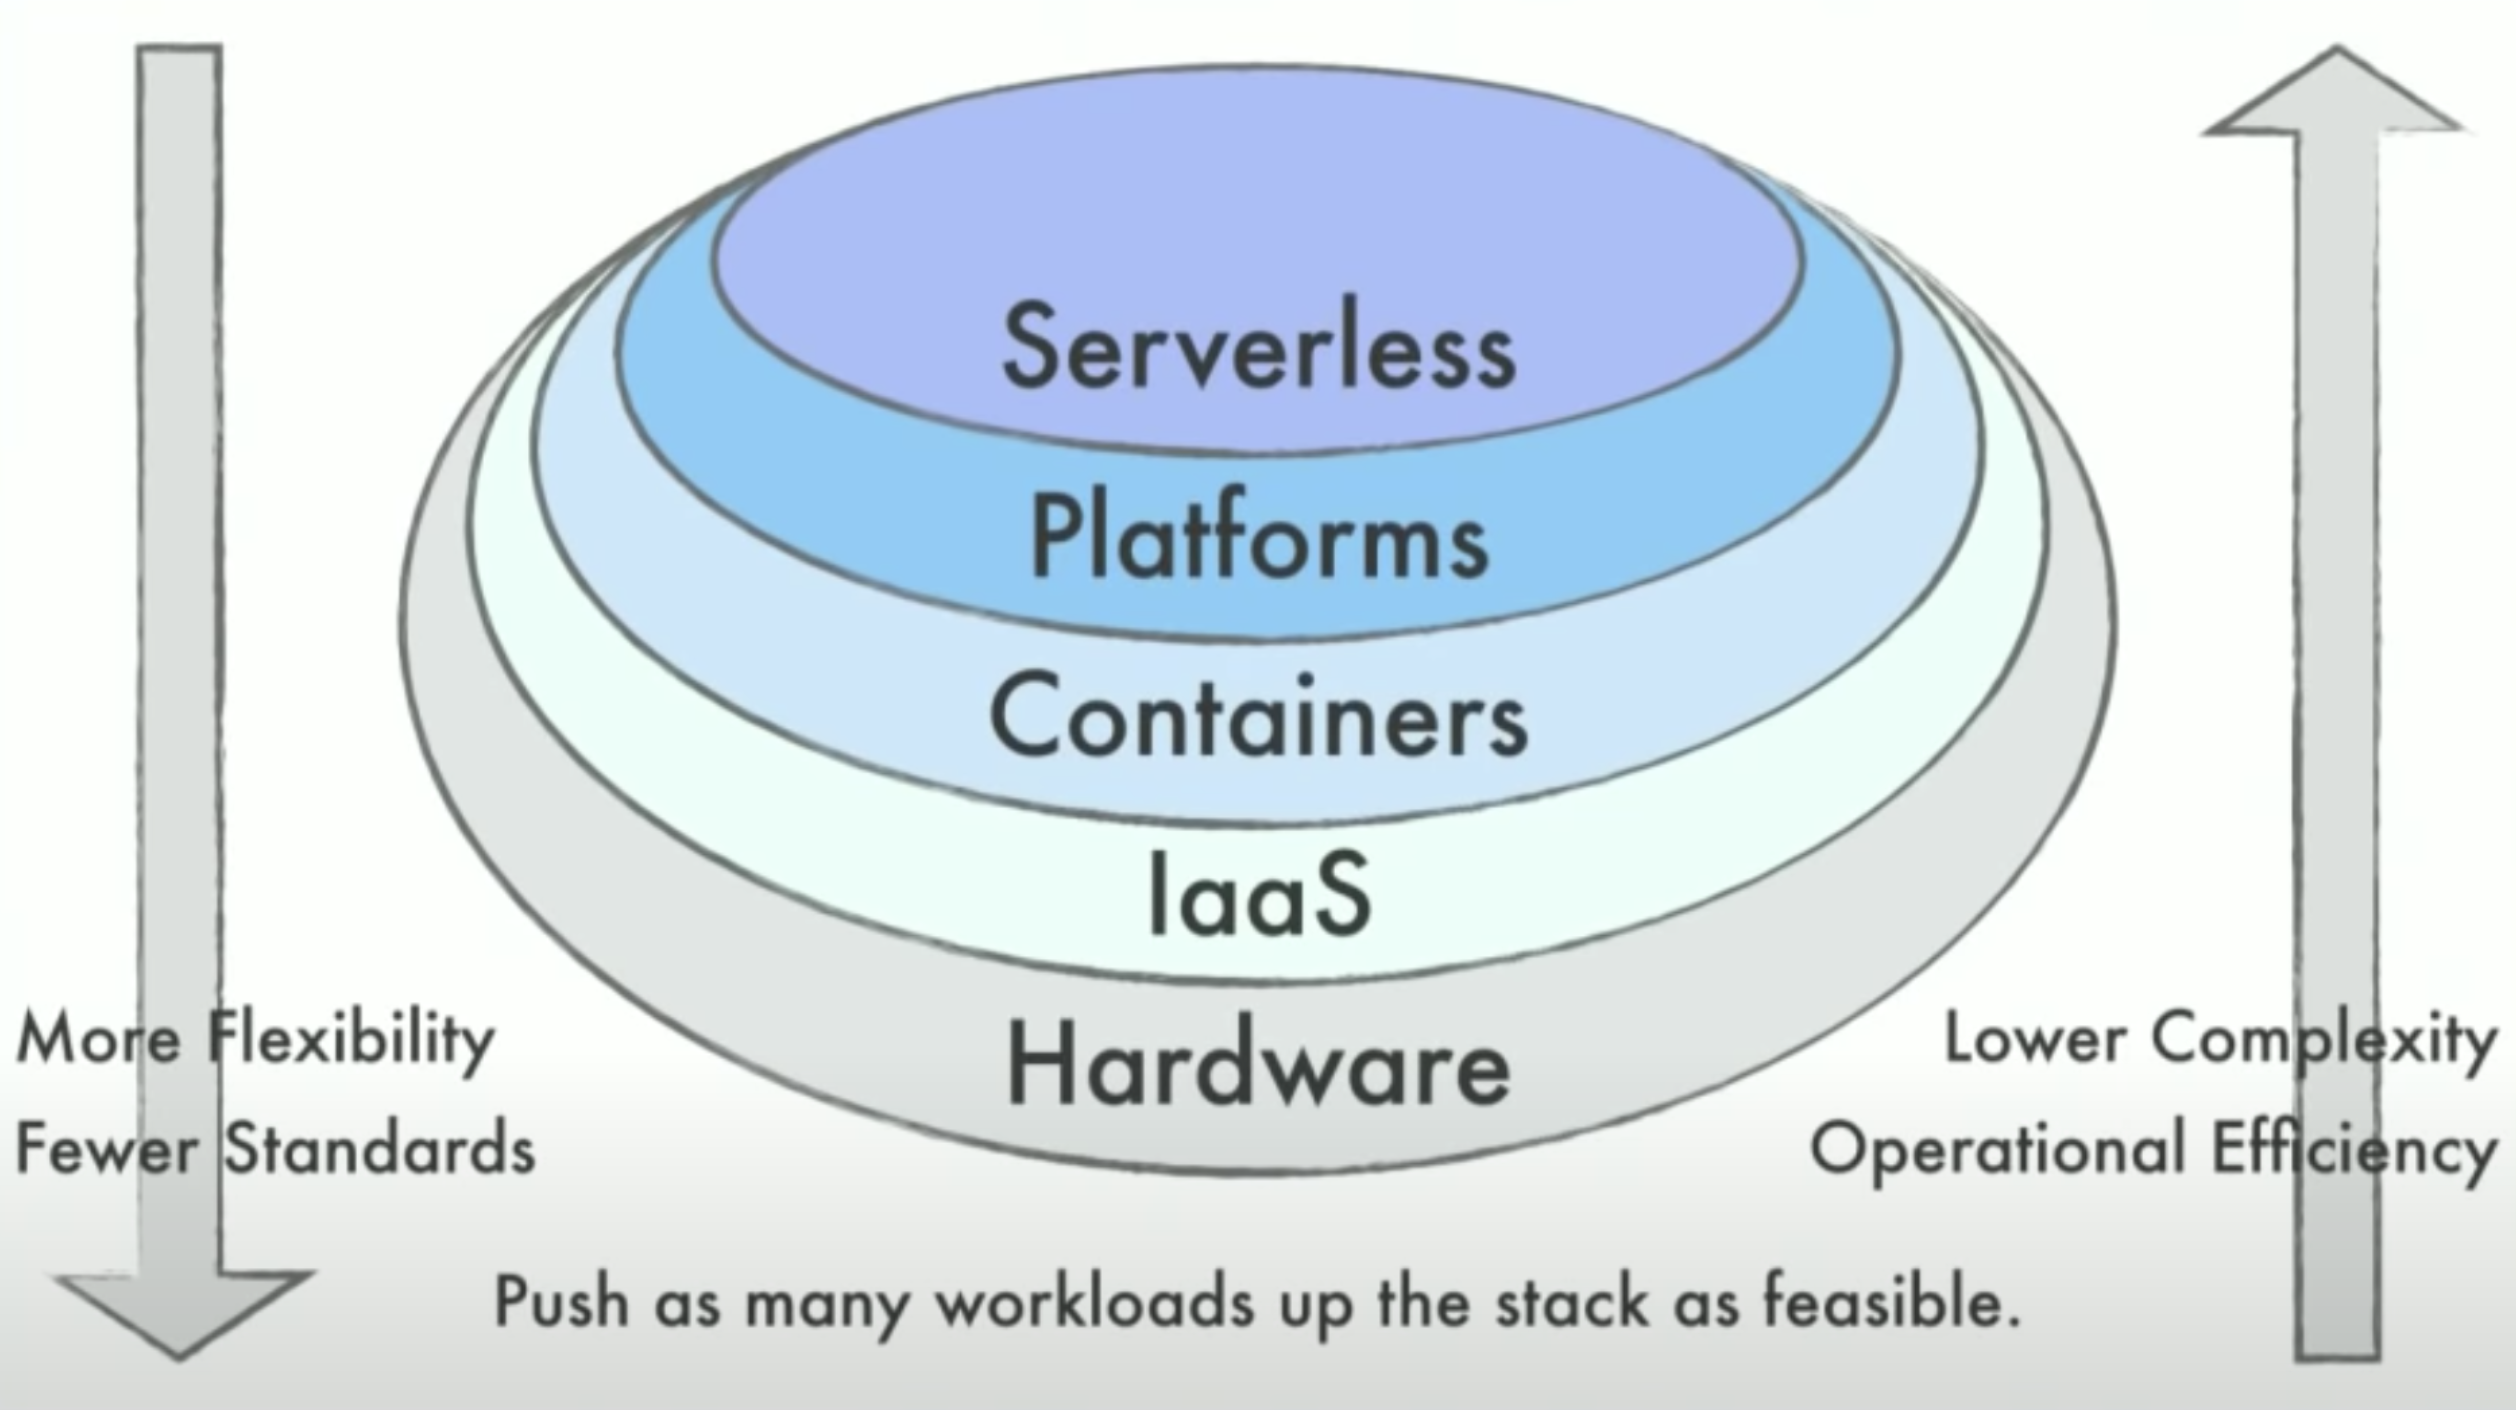 Serverless
Platforms
Containers
IaaS
Hardware
More Flexibility
Fewer Standards
Lower Complexity
Operational Efficiency
Push as many workloads up the stack as feasible.